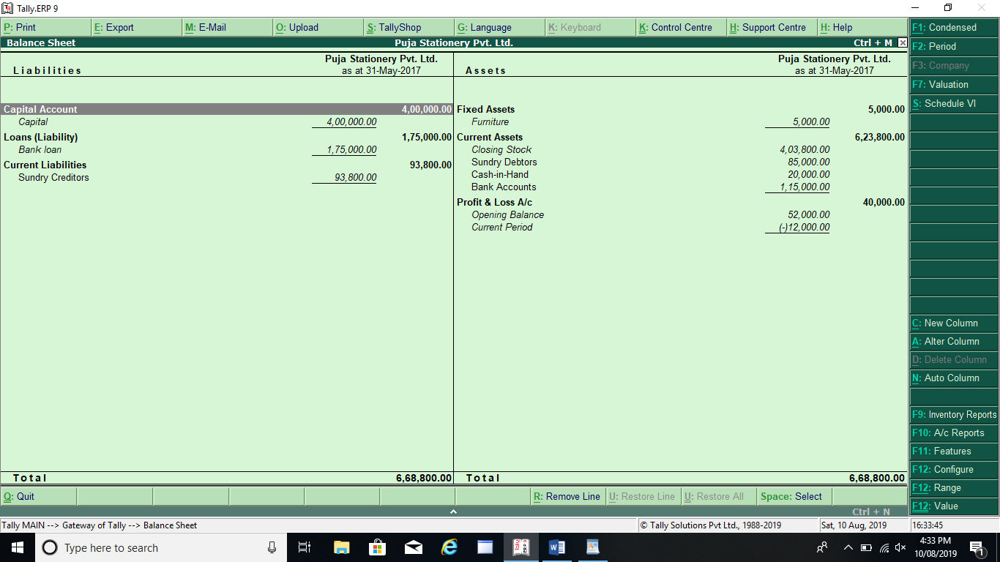 Tally.ERP 9
P: Print E: Export M: E-Mail O: Upload S: TallyShop G: Language K: Keyboard K: Control Centre H: Support Centre H: Help
Balance Sheet Puja Stationery Pvt. Ltd. Ctrl + M
Puja Stationery Pvt. Ltd. Puja Stationery Pvt. Ltd.
Liabilities as at 31-May-2017 Assets as at 31-May-2017
Capital Account 4,00,000.00 Fixed Assets 5,000.00
Capital 4,00,000.00 Furniture 5,000.00
Loans (Liability) 1,75,000.00 Current Assets 6,23,800.00
Bank loan 1,75,000.00 Closing Stock 4,03,800.00
Current Liabilities 93,800.00 Sundry Debtors 85,000.00
Sundry Creditors 93,800.00 Cash-in-Hand 20,000.00
Bank Accounts 1,15,000.00
Profit & Loss A/c 40,000.00
Opening Balance 52,000.00
Current Period (-)12,000.00
Total 6,68,800.00 Total 6,68,800.00
F1: Condensed
F2: Period
F3: Company
F7: Valuation
S: Schedule VI
C: New Column
A: Alter Column
D: Delete Column
N: Auto Column
F9: Inventory Reports
F10: A/c Reports
F11: Features
F12: Configure
F12: Range
F12: Value
Q: Quit R: Remove Line U: Restore Line U: Restore All Space: Select
Ctrl + N
Tally MAIN --> Gateway of Tally --> Balance Sheet © Tally Solutions Pvt Ltd., 1988-2019 Sat, 10 Aug, 2019 16:33:45
Type here to search 4:33 PM
10/08/2019 1